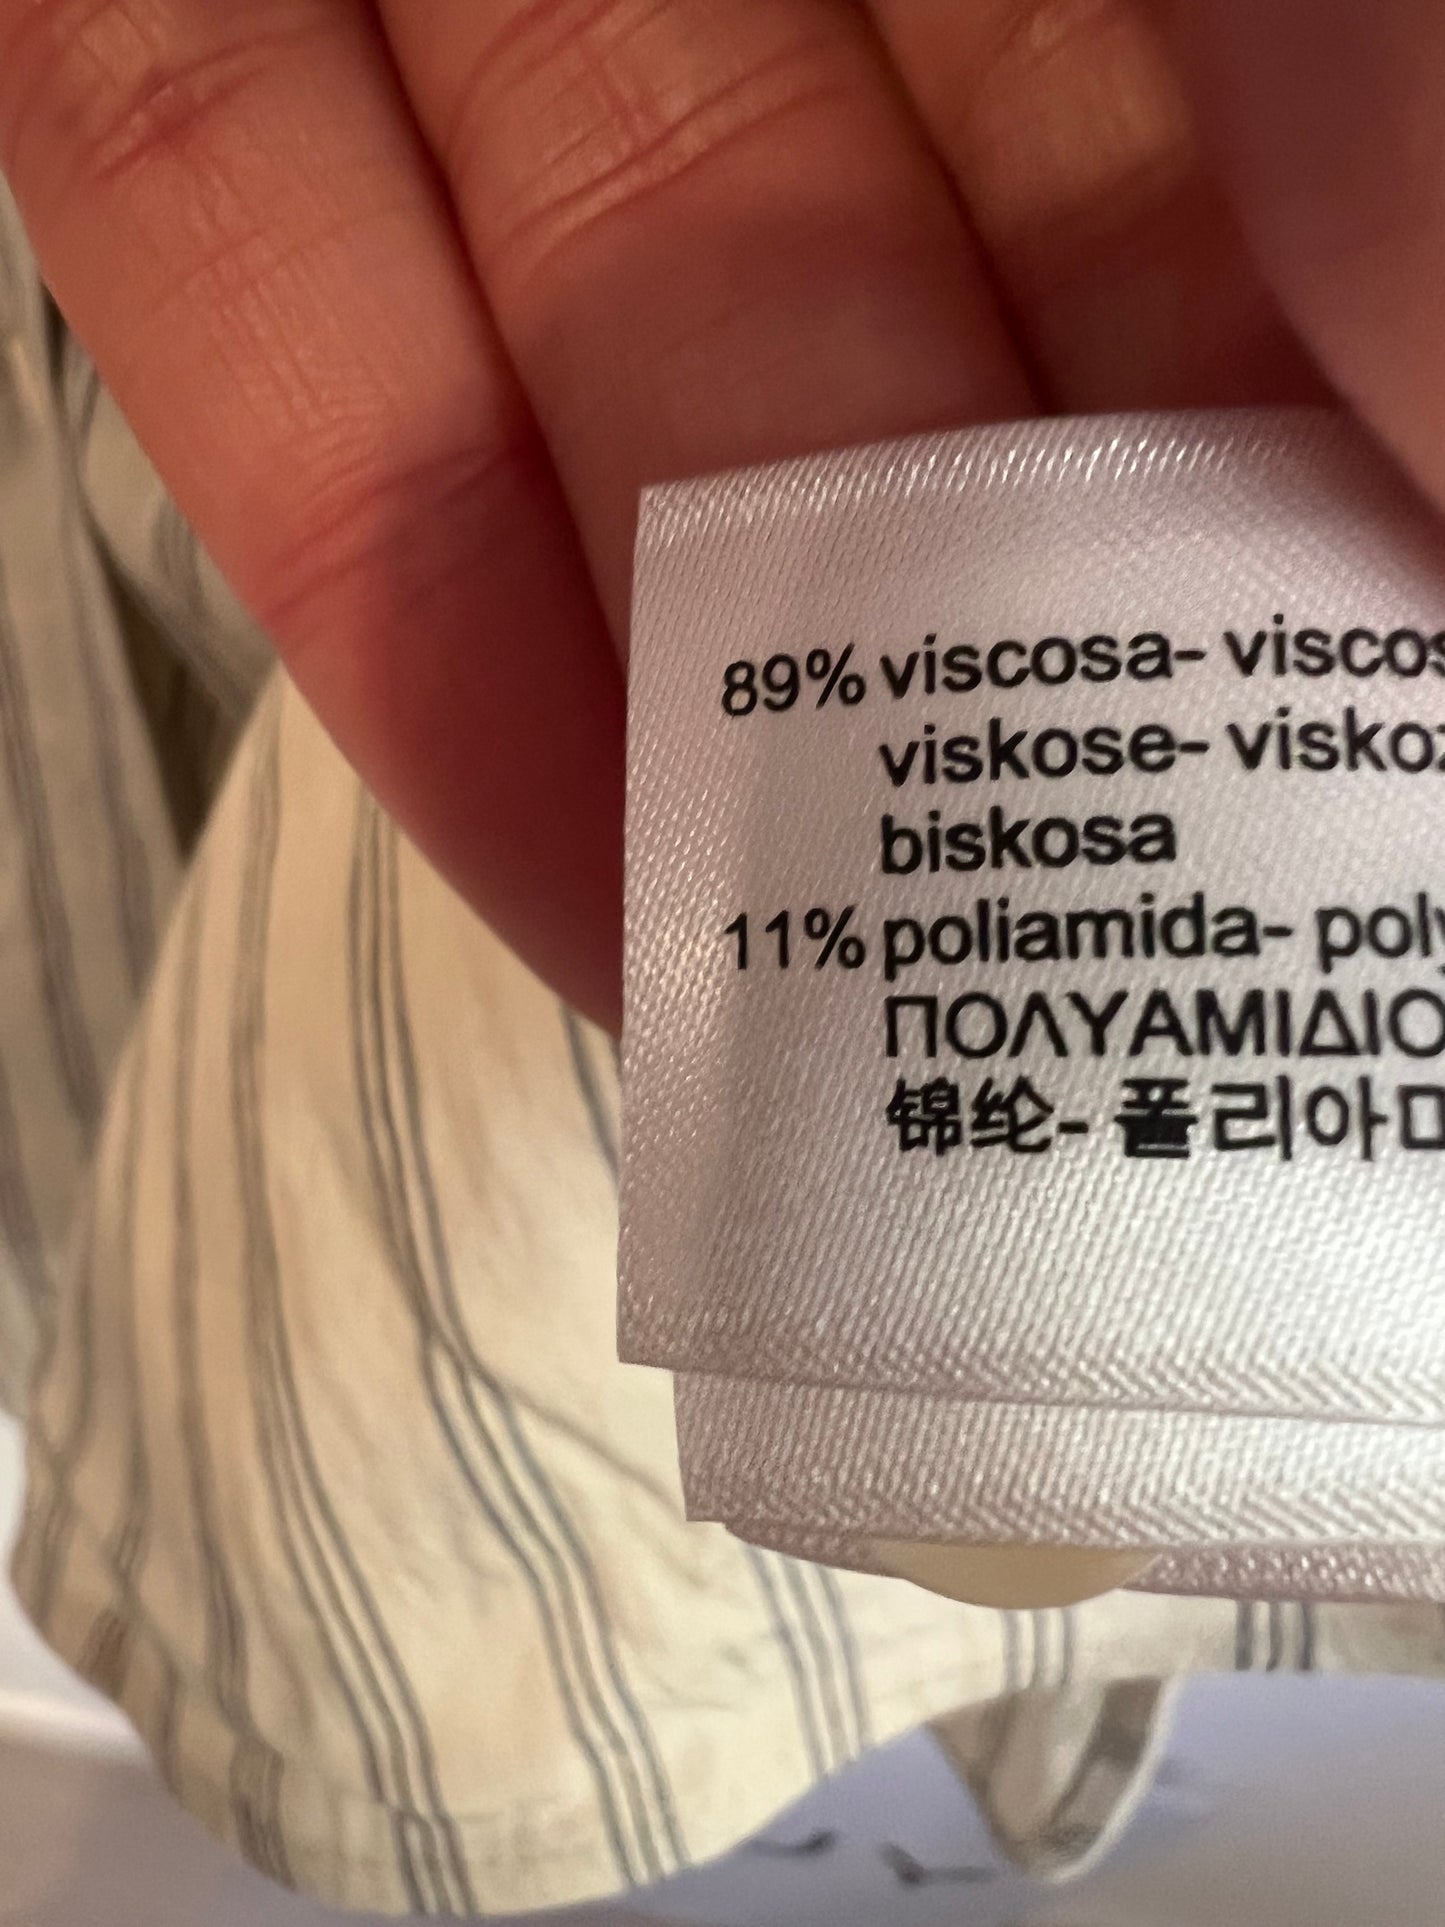 89% viscosa- viscos
viskose- viskoz
biskosa
11% poliamida- poly
ΠΟΛΥΑΜΙΔΙΟ
锦纶- 폴리아미